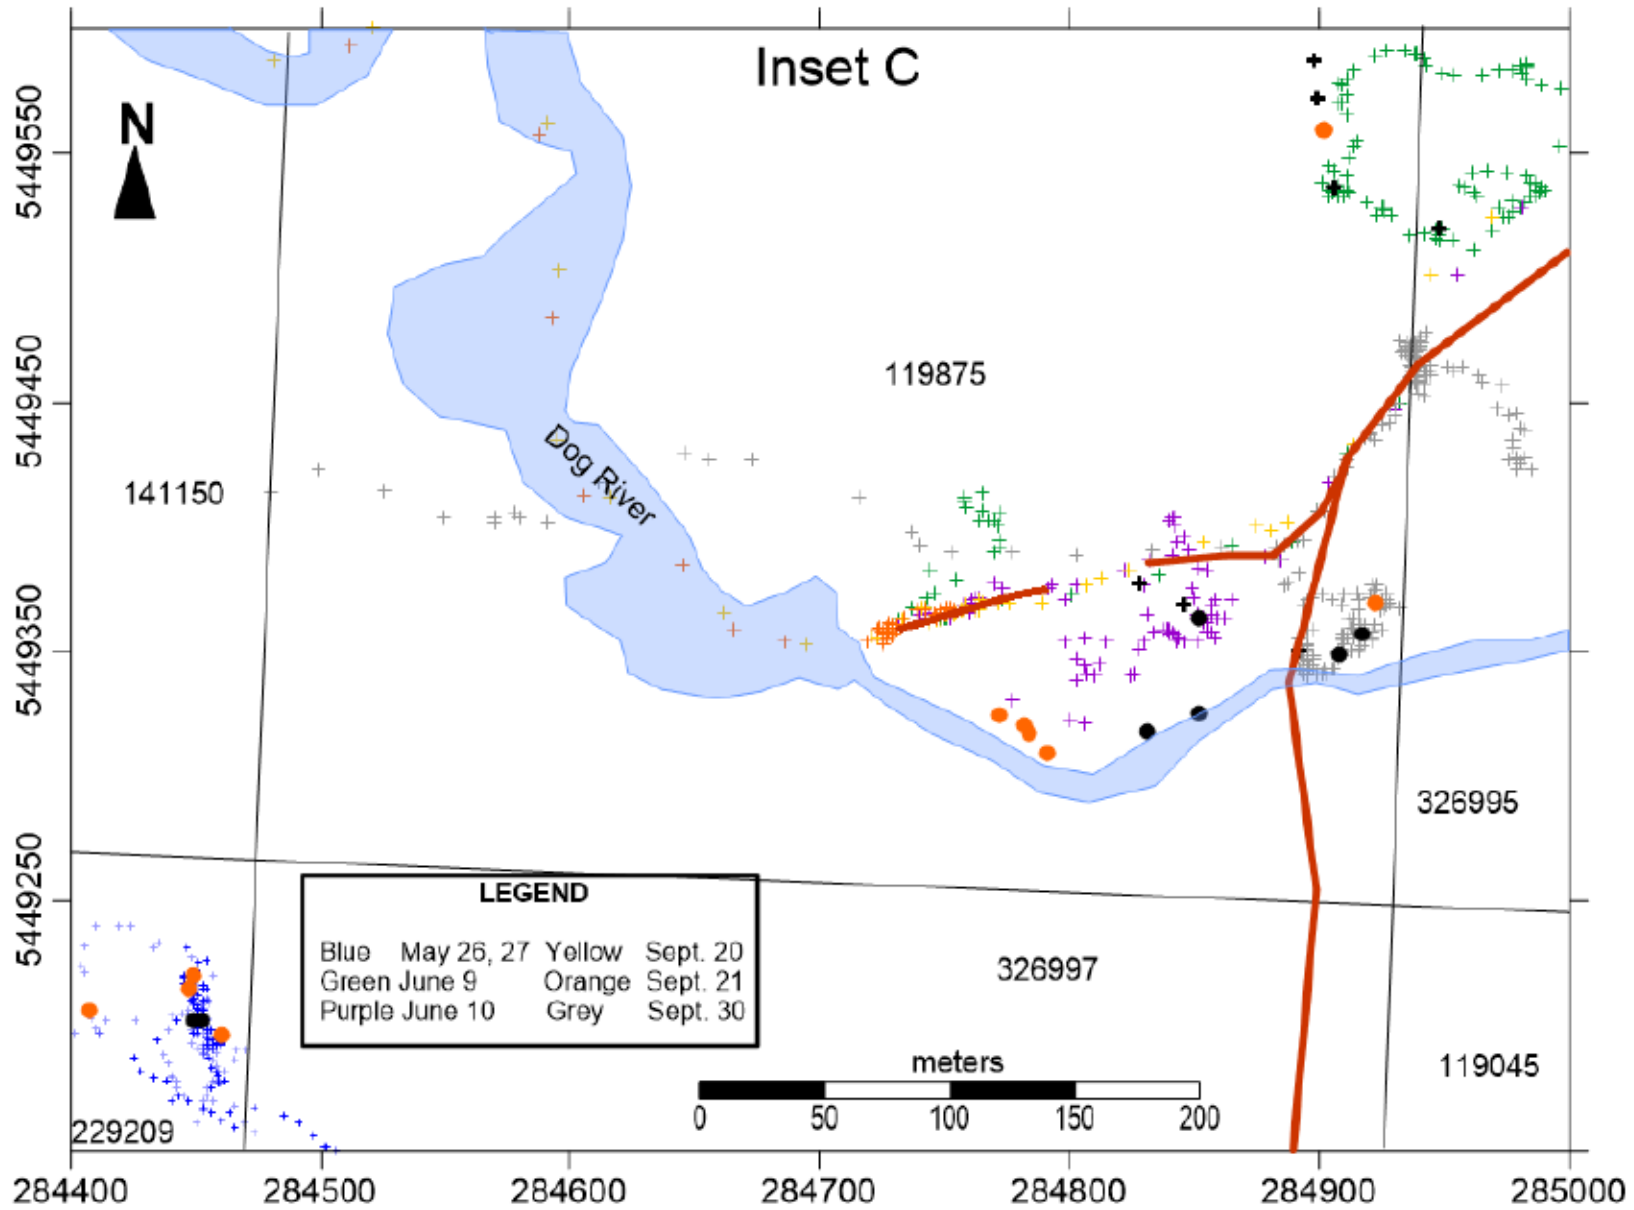 Inset C
N
5449550
5449450
5449350
5449250
119875
141150
Dog River
326995
326997
119045
229209
LEGEND
Blue May 26, 27 Yellow Sept. 20
Green June 9 Orange Sept. 21
Purple June 10 Grey Sept. 30
meters
0 50 100 150 200
284400 284500 284600 284700 284800 284900 285000